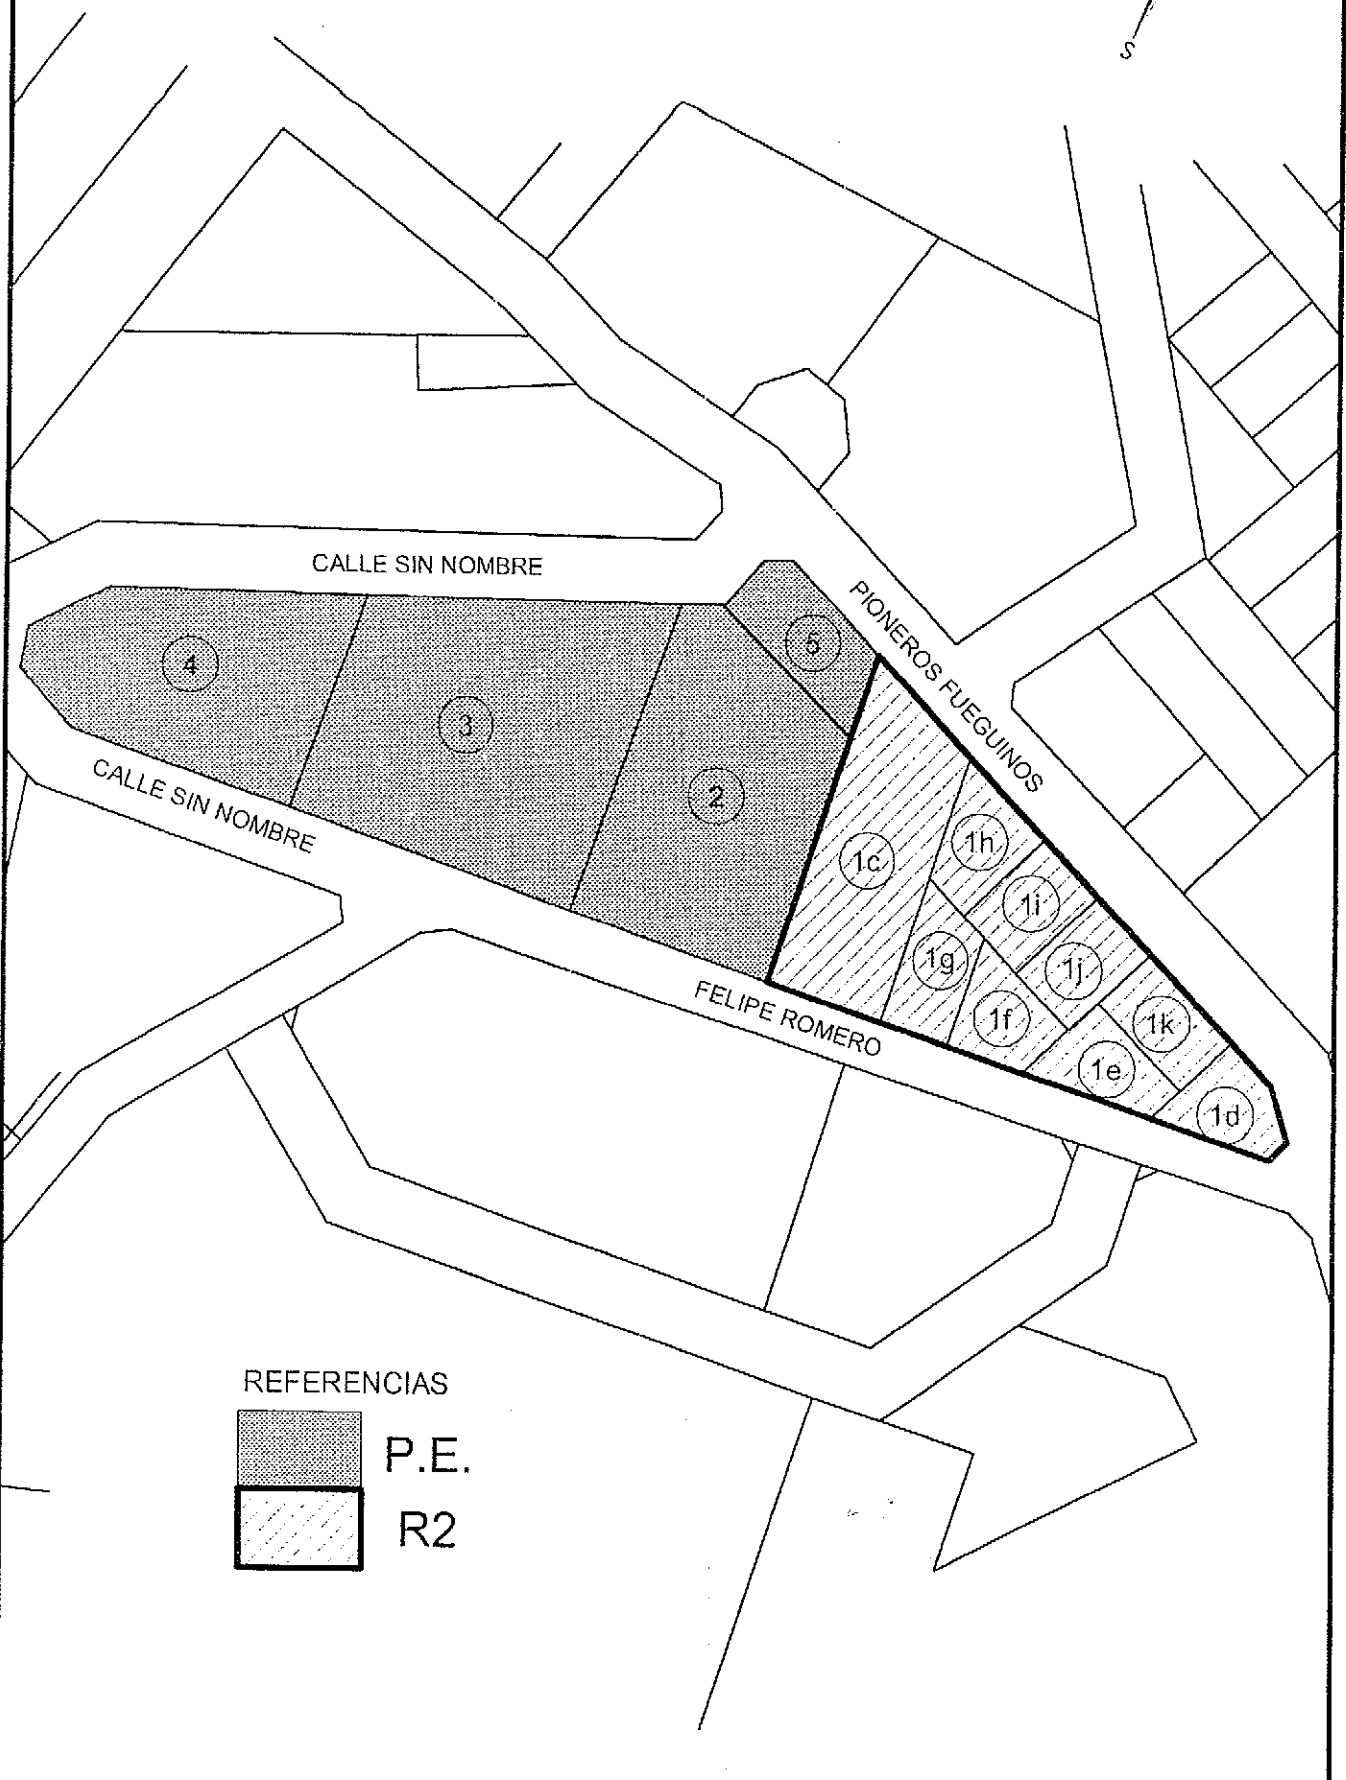 S
CALLE SIN NOMBRE
PIONEROS FUEGUINOS
5
4
3
2
CALLE SIN NOMBRE
1c
1h
1i
1g
1j
1f
1k
1e
1d
FELIPE ROMERO
REFERENCIAS
P.E.
R2